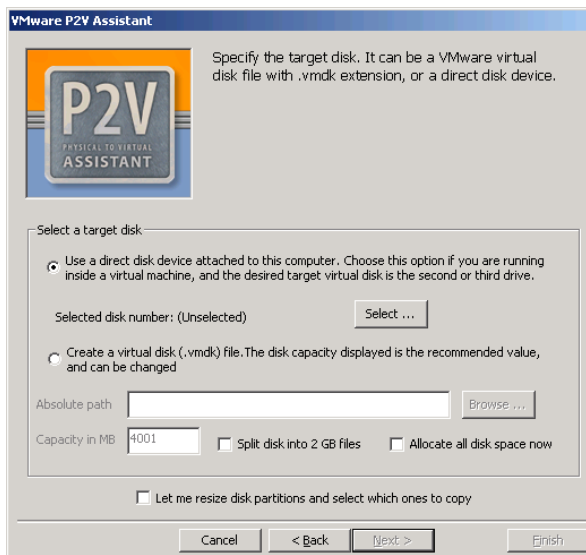 VMware P2V Assistant
Specify the target disk. It can be a VMware virtual
disk file with .vmdk extension, or a direct disk device.
P2V
PHYSICAL TO VIRTUAL
ASSISTANT
Select a target disk
Use a direct disk device attached to this computer. Choose this option if you are running
inside a virtual machine, and the desired target virtual disk is the second or third drive.
Selected disk number: (Unselected)
Select ...
Create a virtual disk (.vmdk) file.The disk capacity displayed is the recommended value,
and can be changed
Absolute path
Browse ...
Capacity in MB
4001
Split disk into 2 GB files
Allocate all disk space now
Let me resize disk partitions and select which ones to copy
Cancel
< Back
Next >
Finish